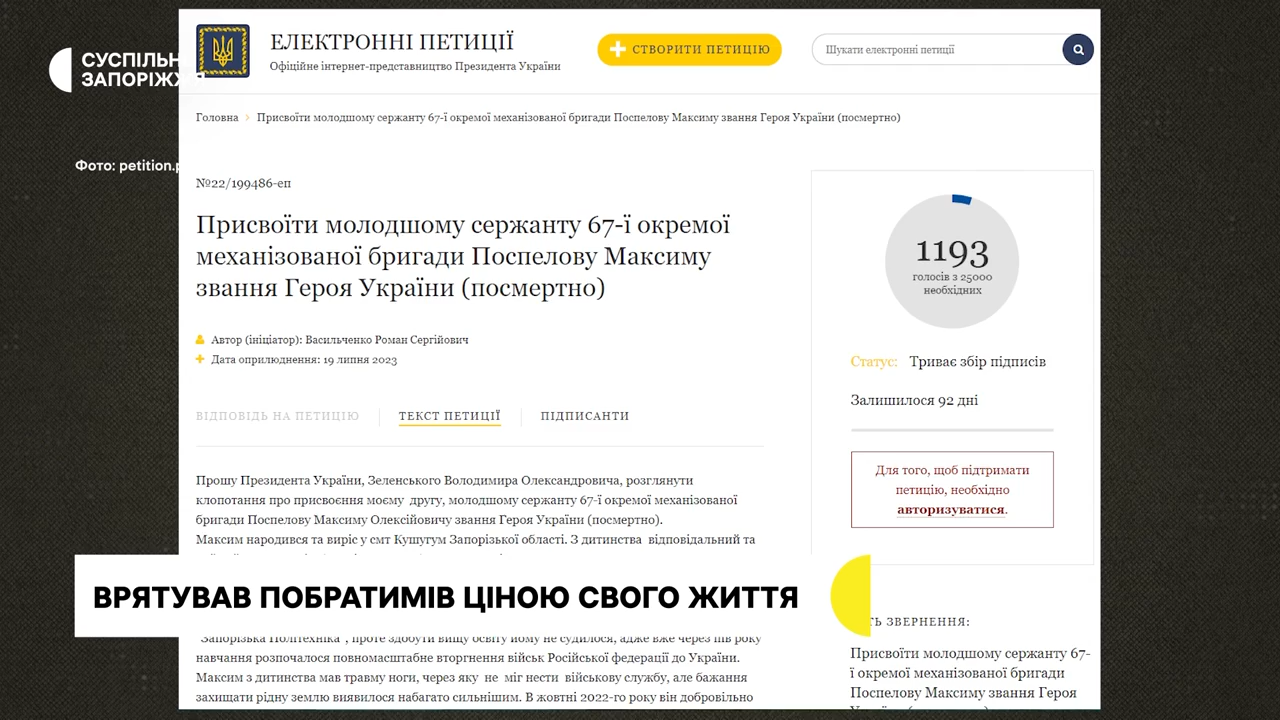 СУСПІЛЬН
ЗАПОРІЖЖЯ
Фото: petition.p
ЕЛЕКТРОННІ ПЕТИЦІЇ
Офіційне інтернет-представництво Президента України
СТВОРИТИ ПЕТИЦІЮ
Шукати електронні петиції
Головна › Присвоїти молодшому сержанту 67-ї окремої механізованої бригади Поспелову Максиму звання Героя України (посмертно)
№22/199486-еп
Присвоїти молодшому сержанту 67-ї окремої
механізованої бригади Поспелову Максиму
звання Героя України (посмертно)
Автор (ініціатор): Васильченко Роман Сергійович
Дата оприлюднення: 19 липня 2023
ВІДПОВІДЬ НА ПЕТИЦІЮ
ТЕКСТ ПЕТИЦІЇ
ПІДПИСАНТИ
Прошу Президента України, Зеленського Володимира Олександровича, розглянути
клопотання про присвоєння моєму другу, молодшому сержанту 67-ї окремої механізованої
бригади Поспелову Максиму Олексійовичу звання Героя України (посмертно).
Максим народився та виріс у смт Кушугум Запорізької області. З дитинства відповідальний та
ВРЯТУВАВ ПОБРАТИМІВ ЦІНОЮ СВОГО ЖИТТЯ
"Запорізька Політехніка", проте здобути вищу освіту йому не судилося, адже вже через пів року
навчання розпочалося повномасштабне вторгнення військ Російської федерації до України.
Максим з дитинства мав травму ноги, через яку не міг нести військову службу, але бажання
захищати рідну землю виявилося набагато сильнішим. В жовтні 2022-го року він добровільно
1193
голосів з 25000
необхідних
Статус: Триває збір підписів
Залишилося 92 дні
Для того, щоб підтримати
петицію, необхідно
авторизуватися.
ТЬ ЗВЕРНЕННЯ:
Присвоїти молодшому сержанту 67-
ї окремої механізованої бригади
Поспелову Максиму звання Героя